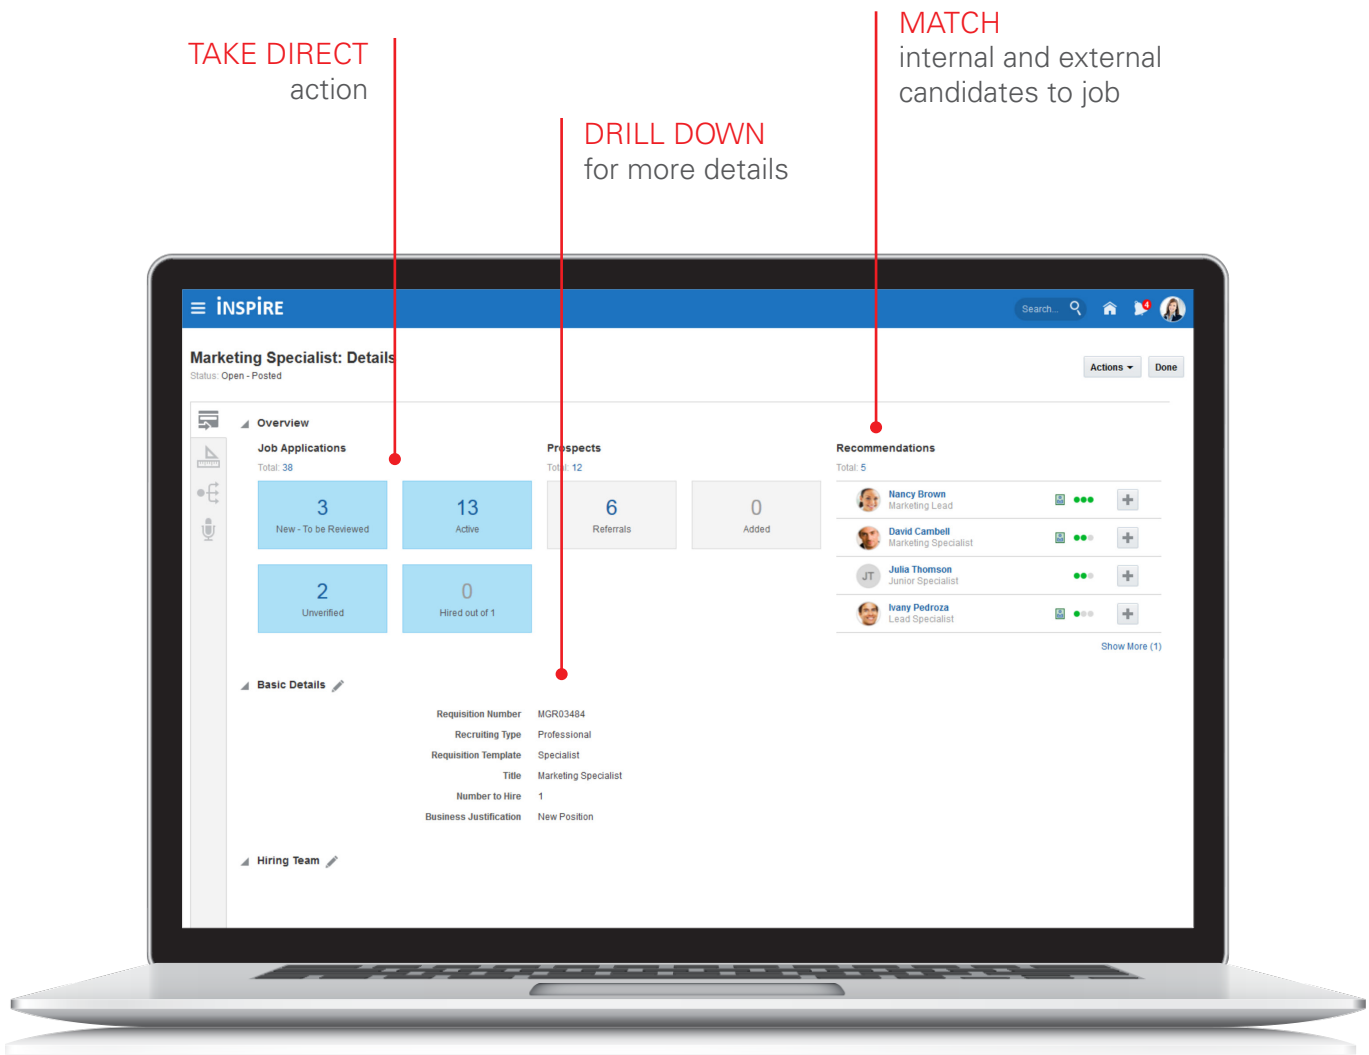 TAKE DIRECT
action
DRILL DOWN
for more details
MATCH
internal and external
candidates to job
iNSPiRE
Search...
4
Marketing Specialist: Details
Status: Open - Posted
Actions
Done
Overview
Job Applications
Total: 38
3
New - To be Reviewed
13
Active
2
Unverified
0
Hired out of 1
Prospects
Total: 12
6
Referrals
0
Added
Recommendations
Total: 5
Nancy Brown
Marketing Lead
David Cambell
Marketing Specialist
JT
Julia Thomson
Junior Specialist
Ivany Pedroza
Lead Specialist
Show More (1)
Basic Details
Requisition Number MGR03484
Recruiting Type Professional
Requisition Template Specialist
Title Marketing Specialist
Number to Hire 1
Business Justification New Position
Hiring Team